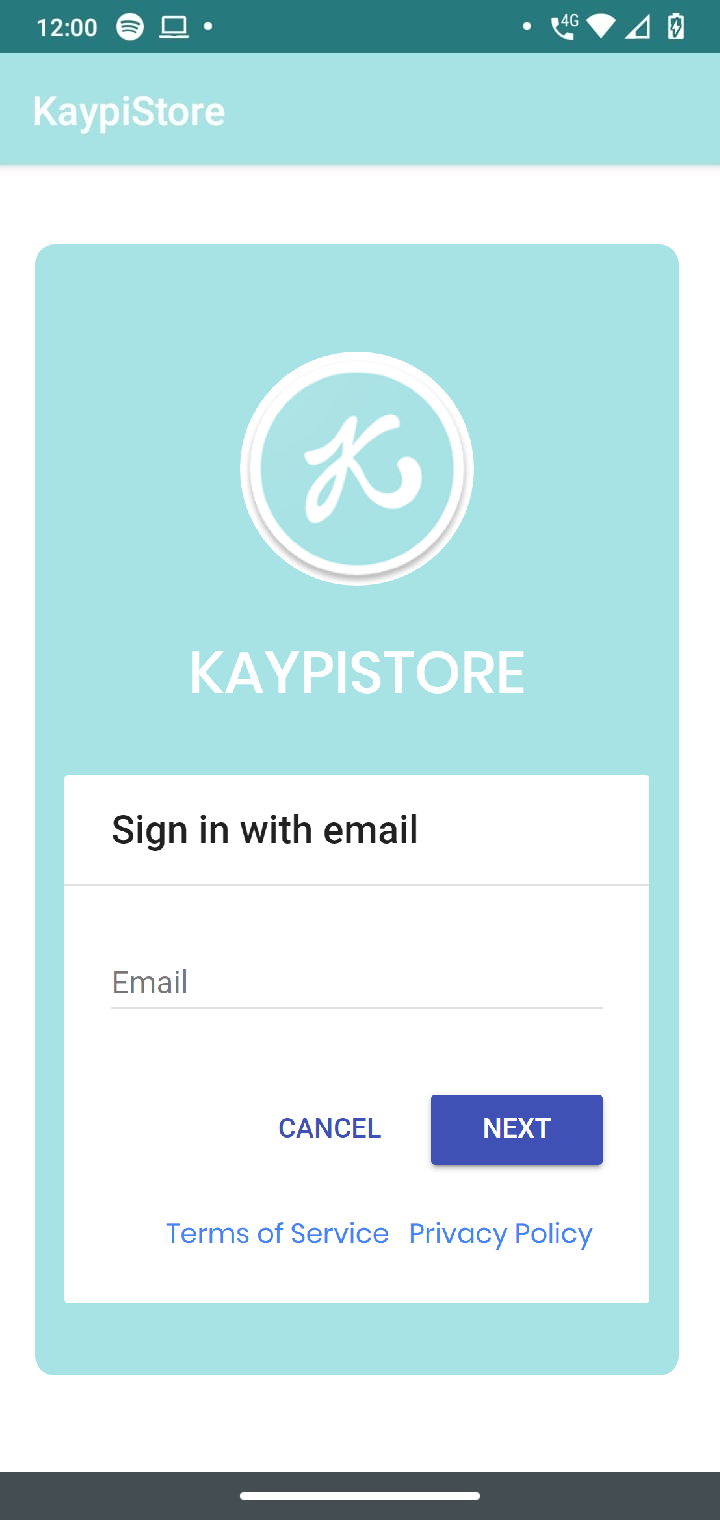 12:00
4G
KaypiStore
K
KAYPISTORE
Sign in with email
Email
CANCEL NEXT
Terms of Service Privacy Policy